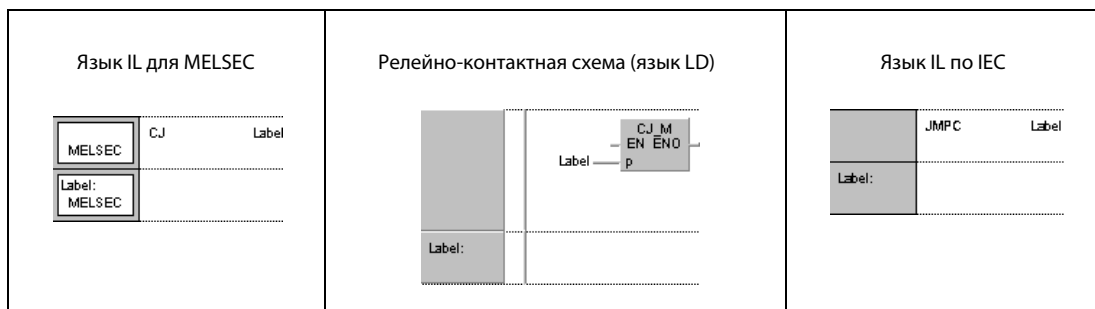 Язык IL для MELSEC
MELSEC
CJ Label
Label:
MELSEC
Релейно-контактная схема (язык LD)
CJ_M
EN ENO
Label
p
Label:
Язык IL по IEC
JMPC Label
Label: